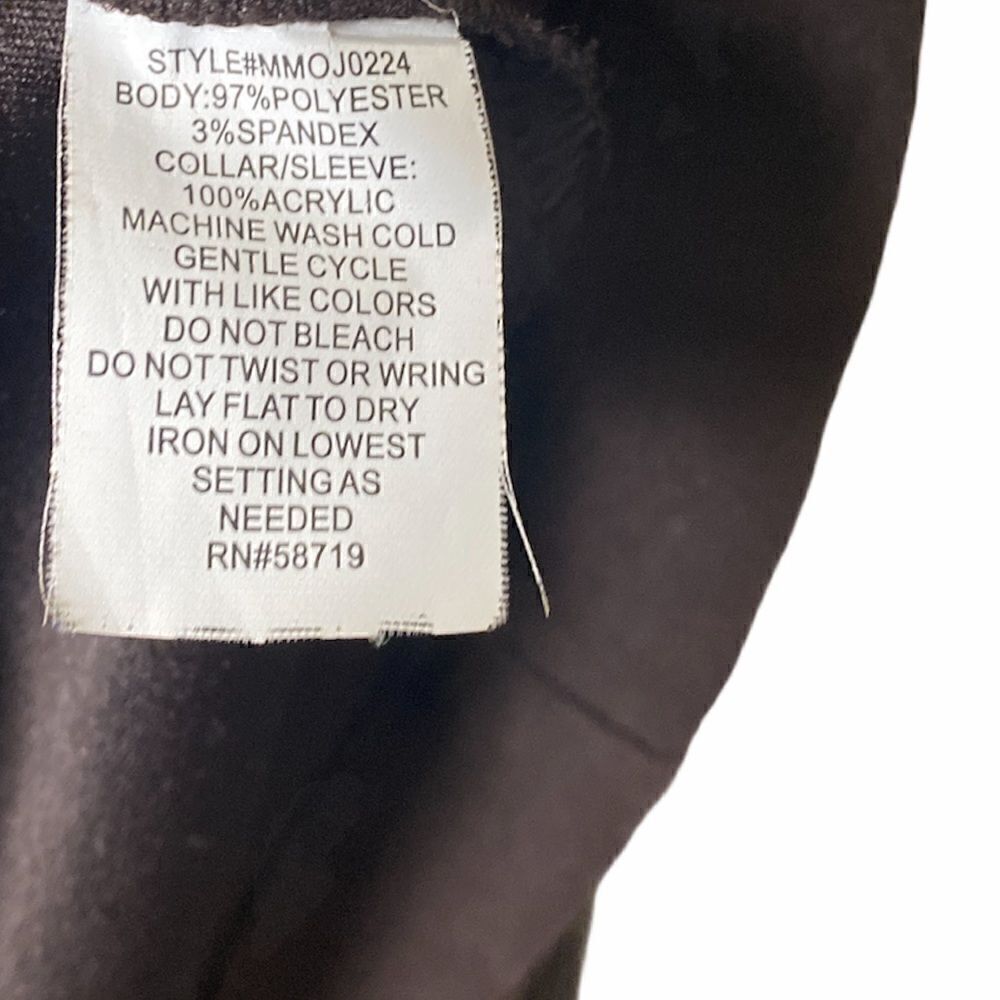 STYLE#MMOJ0224
BODY:97%POLYESTER
3%SPANDEX
COLLAR/SLEEVE:
100%ACRYLIC
MACHINE WASH COLD
GENTLE CYCLE
WITH LIKE COLORS
DO NOT BLEACH
DO NOT TWIST OR WRING
LAY FLAT TO DRY
IRON ON LOWEST
SETTING AS
NEEDED
RN#58719